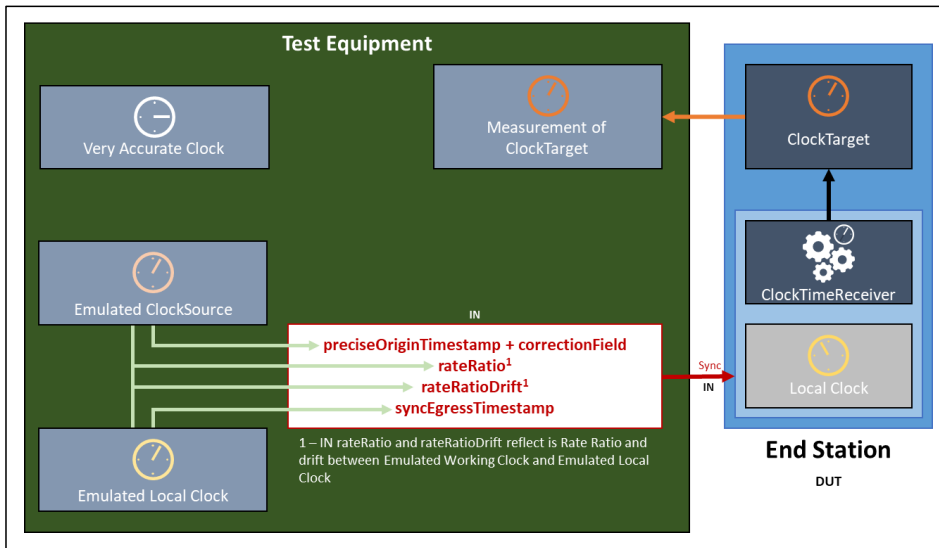 Test Equipment
Very Accurate Clock
Measurement of
ClockTarget
ClockTarget
Emulated ClockSource
ClockTimeReceiver
IN
preciseOriginTimestamp + correctionField
rateRatio1
rateRatioDrift1
syncEgressTimestamp
Sync
IN
Local Clock
1 – IN rateRatio and rateRatioDrift reflect is Rate Ratio and
drift between Emulated Working Clock and Emulated Local
Clock
Emulated Local Clock
End Station
DUT